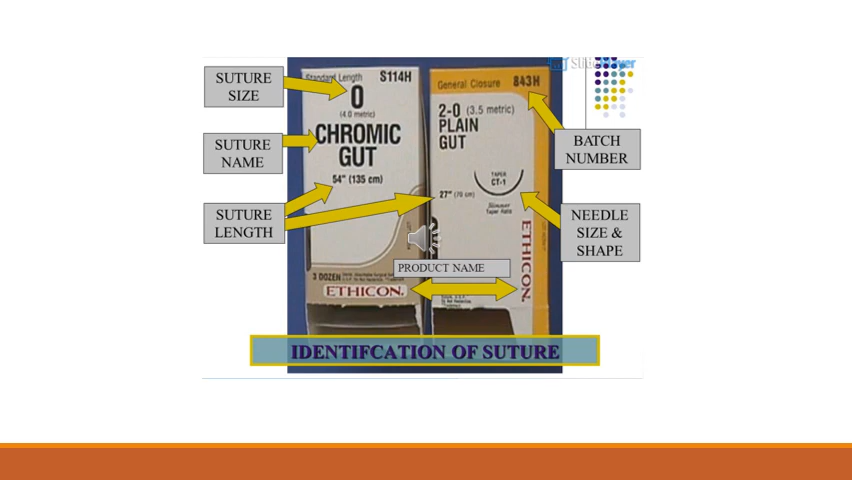 SUTURE
SIZE
SUTURE
NAME
SUTURE
LENGTH
Standard Length S114H
0
(4.0 metric)
CHROMIC
GUT
54" (135 cm)
3 DOZEN
ETHICON
General Closure 843H
2-0 (3.5 metric)
PLAIN
GUT
TAPER
CT-1
27" (70 cm)
Slimmer
Taper Ratio
ETHICON
BATCH
NUMBER
NEEDLE
SIZE &
SHAPE
PRODUCT NAME
IDENTIFCATION OF SUTURE